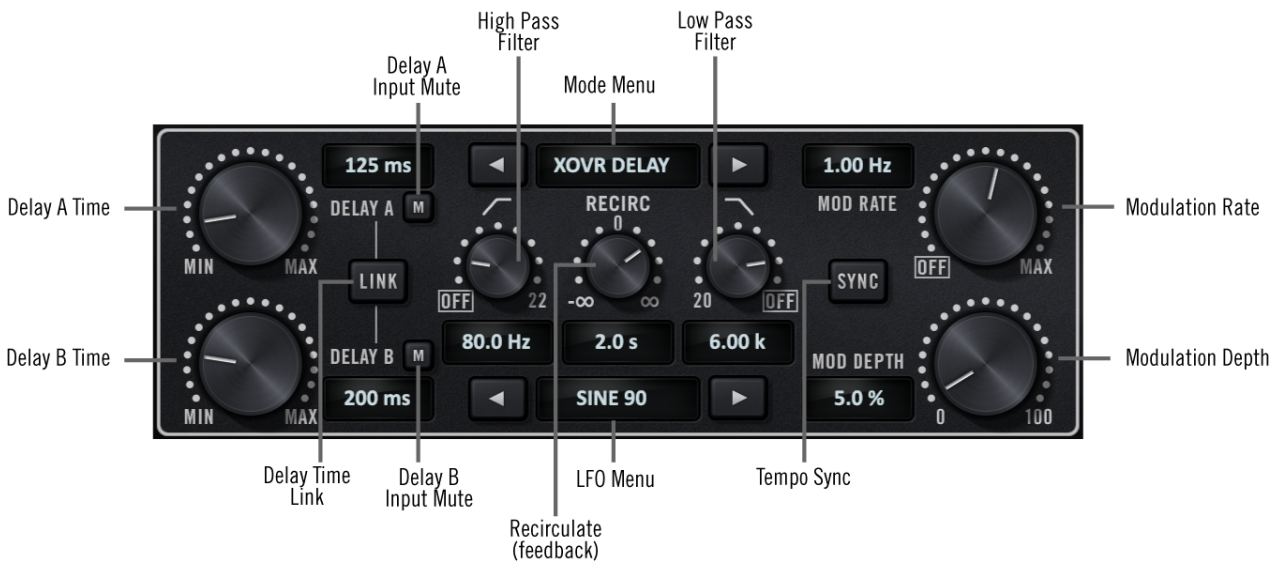 High Pass
Filter
Low Pass
Filter
Delay A
Input Mute
Mode Menu
125 ms
◀
XOVR DELAY
▶
1.00 Hz
Delay A Time
DELAY A
M
RECIRC
0
MOD RATE
Modulation Rate
MIN
MAX
LINK
OFF
22
-∞
∞
20
OFF
SYNC
OFF
MAX
Delay B Time
DELAY B
M
80.0 Hz
2.0 s
6.00 k
MOD DEPTH
Modulation Depth
MIN
MAX
200 ms
◀
SINE 90
▶
5.0 %
0
100
Delay Time
Link
Delay B
Input Mute
LFO Menu
Tempo Sync
Recirculate
(feedback)